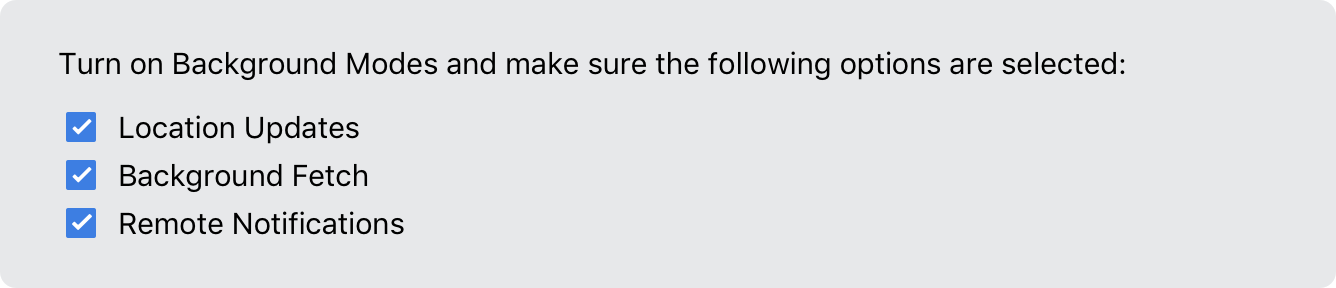 Turn on Background Modes and make sure the following options are selected:
Location Updates
Background Fetch
Remote Notifications